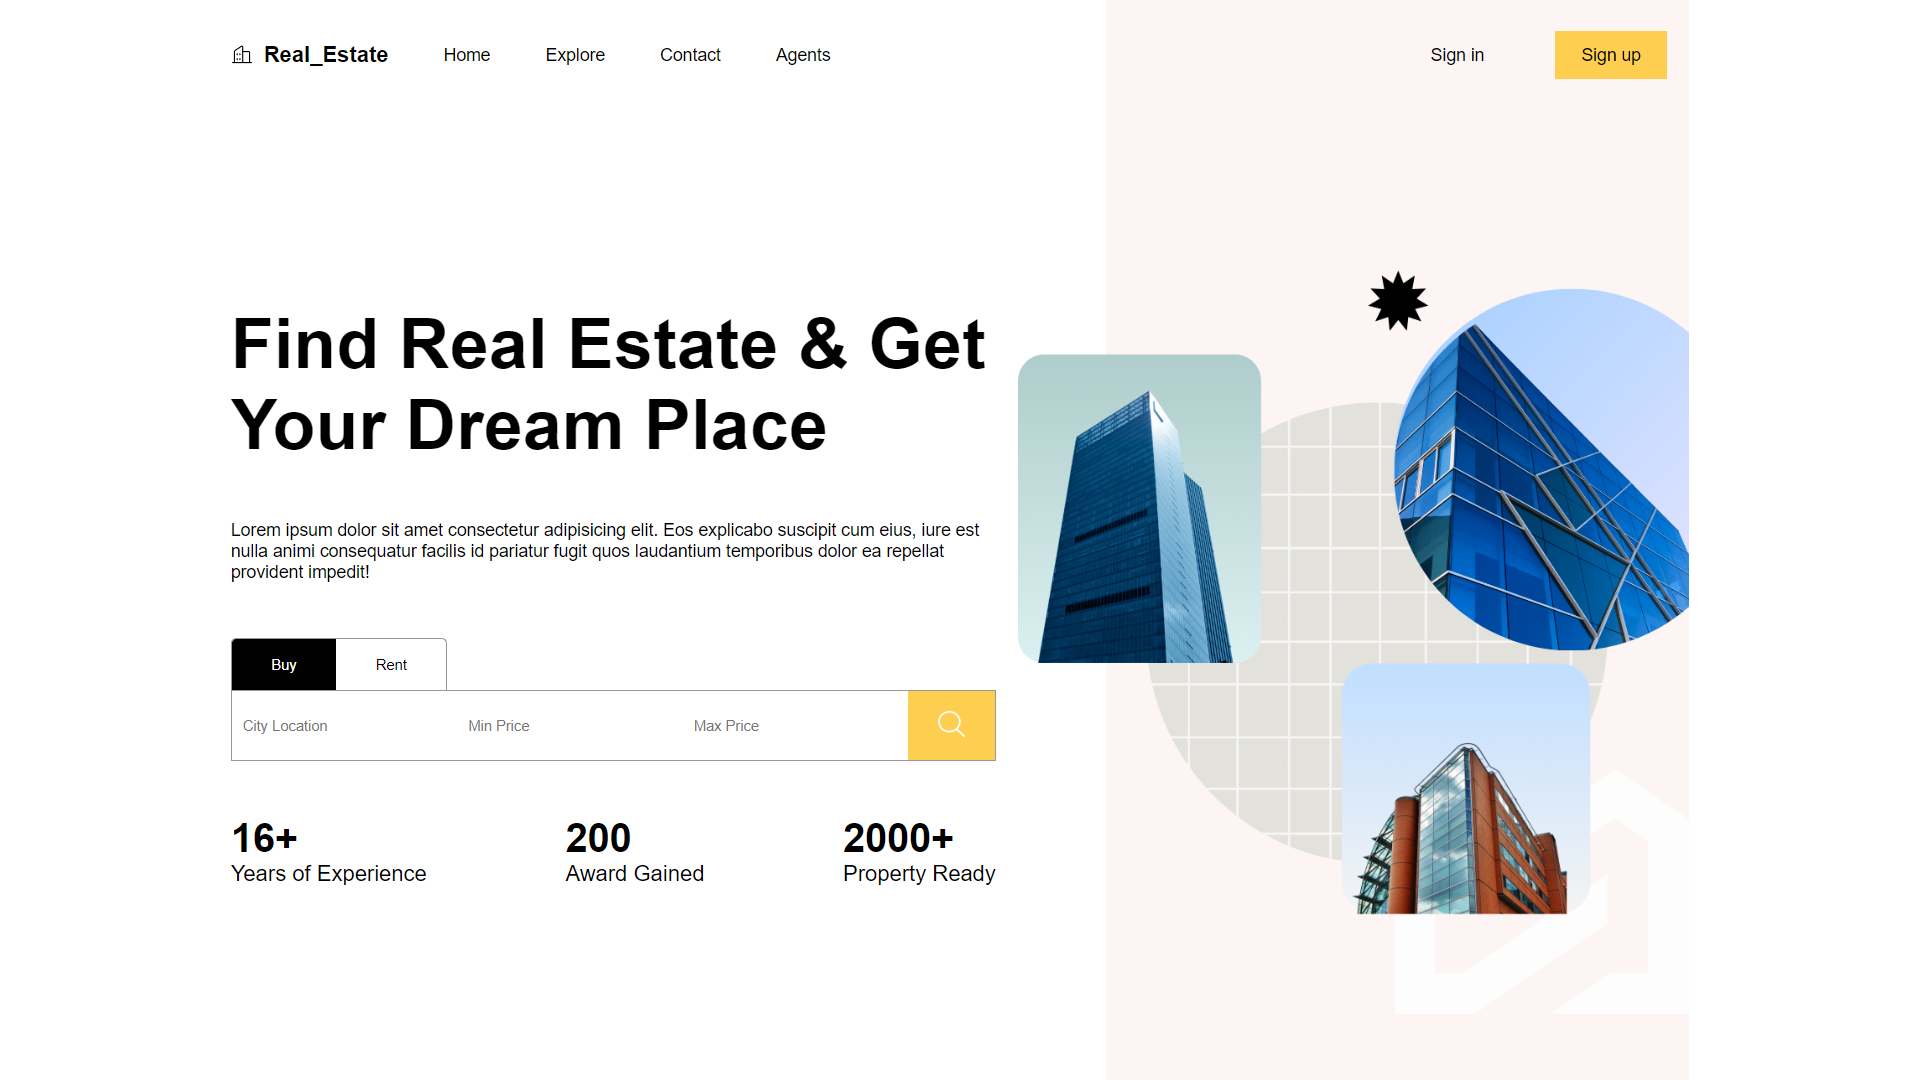 Real_Estate
Home
Explore
Contact
Agents
Sign in
Sign up
Find Real Estate & Get
Your Dream Place
Lorem ipsum dolor sit amet consectetur adipisicing elit. Eos explicabo suscipit cum eius, iure est
nulla animi consequatur facilis id pariatur fugit quos laudantium temporibus dolor ea repellat
provident impedit!
Buy
Rent
City Location
Min Price
Max Price
16+
Years of Experience
200
Award Gained
2000+
Property Ready